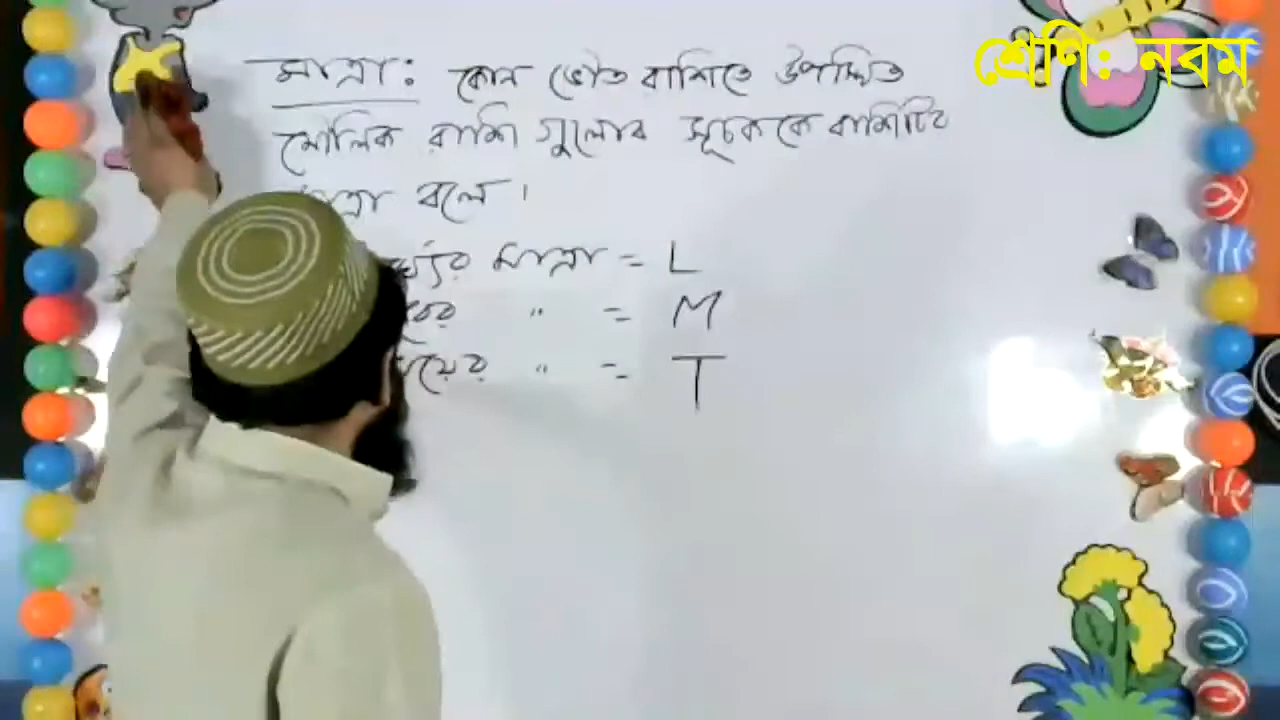 শ্রেণি: নবম
মাত্রা: কোন ভৌত রাশিতে উপস্থিত
মৌলিক রাশি গুলোর সূচককে রাশিটির
মাত্রা বলে।
মাত্রা = L
" = M
" = T